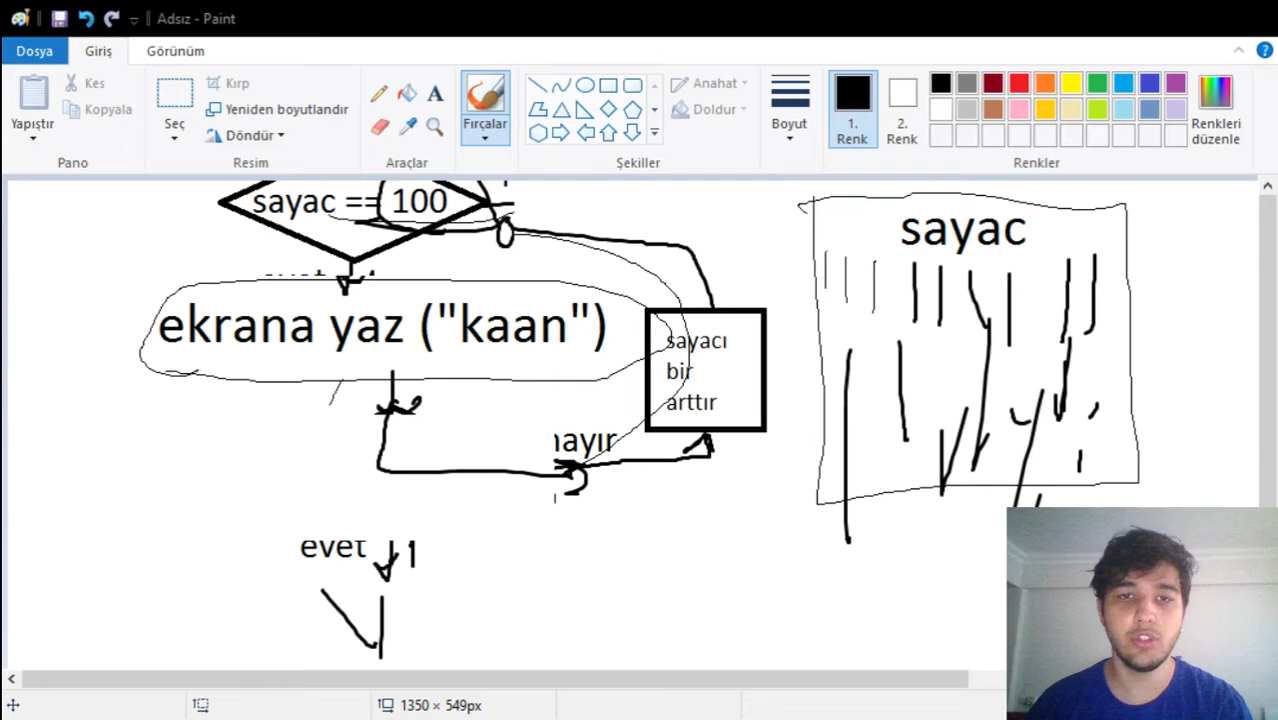 Adsız - Paint
Dosya
Giriş
Görünüm
Yapıştır
Kes
Kopyala
Pano
Seç
Kırp
Yeniden boyutlandır
Döndür
Resim
A
Araçlar
Fırçalar
Şekiller
Anahat
Doldur
Boyut
1.
Renk
2.
Renk
Renkleri
düzenle
Renkler
sayac == 100
ekrana yaz ("kaan")
sayacı
bir
arttır
hayır
evet
sayac
1350 × 549px